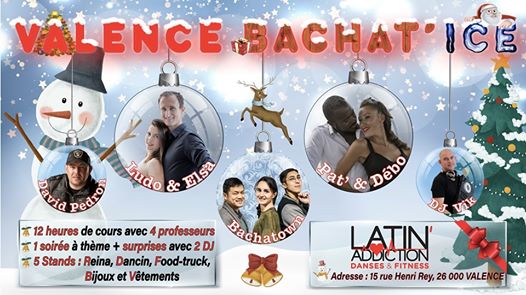 VALENCE BACHAT' ICE
David Pedron
Ludo & Elsa
Bachatown
Pat' & Débo
DJ Vik
12 heures de cours avec 4 professeurs
1 soirée à thème + surprises avec 2 DJ
5 Stands : Reina, Dancin, Food-truck,
Bijoux et Vêtements
LATIN'
ADDICTION
DANSES & FITNESS
Adresse : 15 rue Henri Rey, 26 000 VALENCE